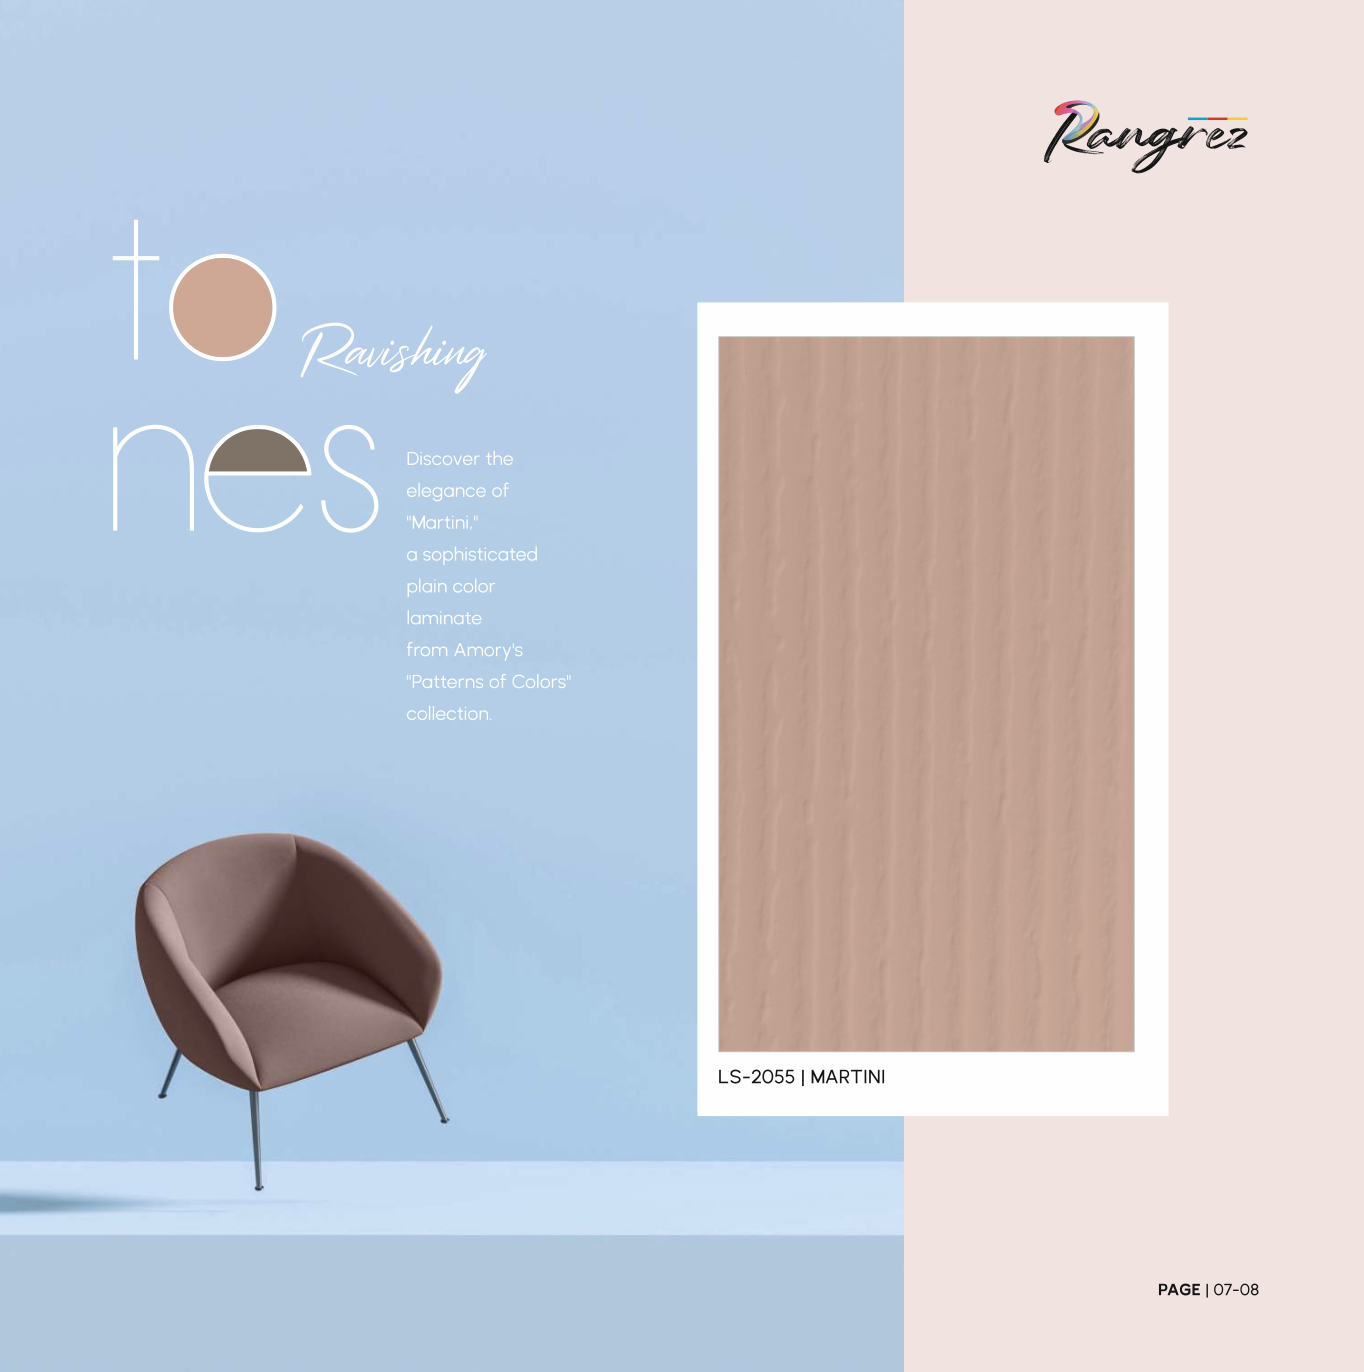 Rangrez
to
Ravishing
nes
Discover the
elegance of
"Martini,"
a sophisticated
plain color
laminate
from Amory's
"Patterns of Colors"
collection.
LS-2055 | MARTINI
PAGE | 07-08